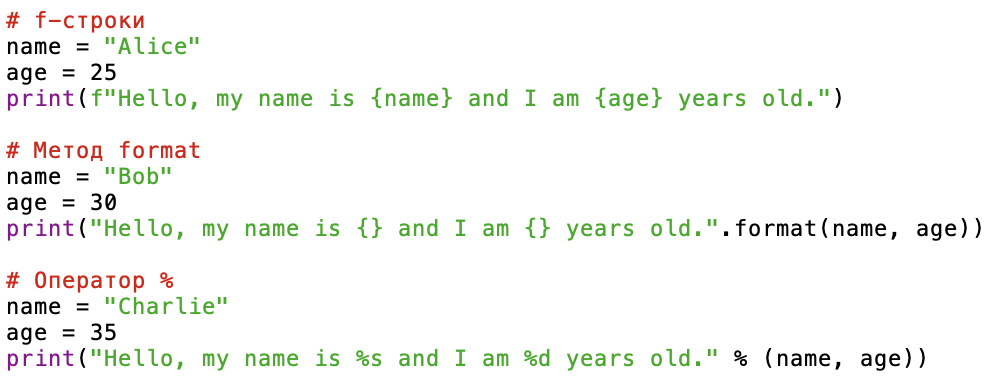 # f-строки
name = "Alice"
age = 25
print(f"Hello, my name is {name} and I am {age} years old.")

# Метод format
name = "Bob"
age = 30
print("Hello, my name is {} and I am {} years old.".format(name, age))

# Оператор %
name = "Charlie"
age = 35
print("Hello, my name is %s and I am %d years old." % (name, age))